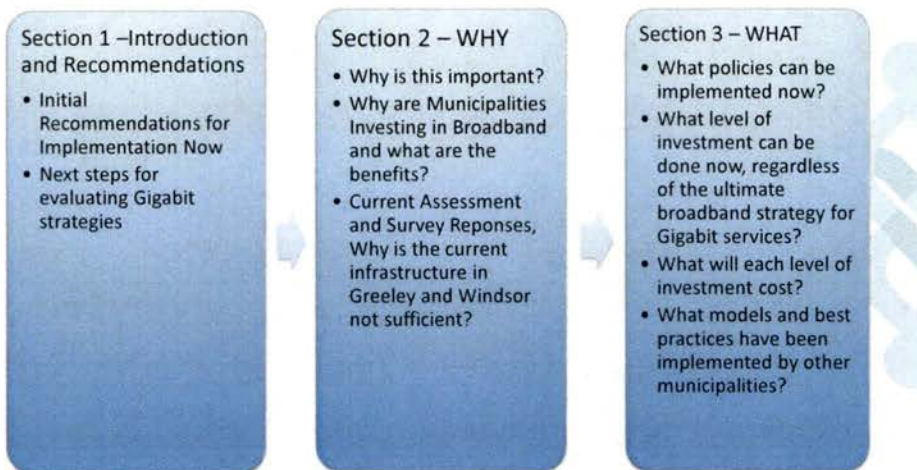 Section 1 –Introduction
and Recommendations
• Initial
Recommendations for
Implementation Now
• Next steps for
evaluating Gigabit
strategies
Section 2 – WHY
• Why is this important?
• Why are Municipalities
Investing in Broadband
and what are the
benefits?
• Current Assessment
and Survey Reponses,
Why is the current
infrastructure in
Greeley and Windsor
not sufficient?
Section 3 – WHAT
• What policies can be
implemented now?
• What level of
investment can be
done now, regardless
of the ultimate
broadband strategy for
Gigabit services?
• What will each level of
investment cost?
• What models and best
practices have been
implemented by other
municipalities?